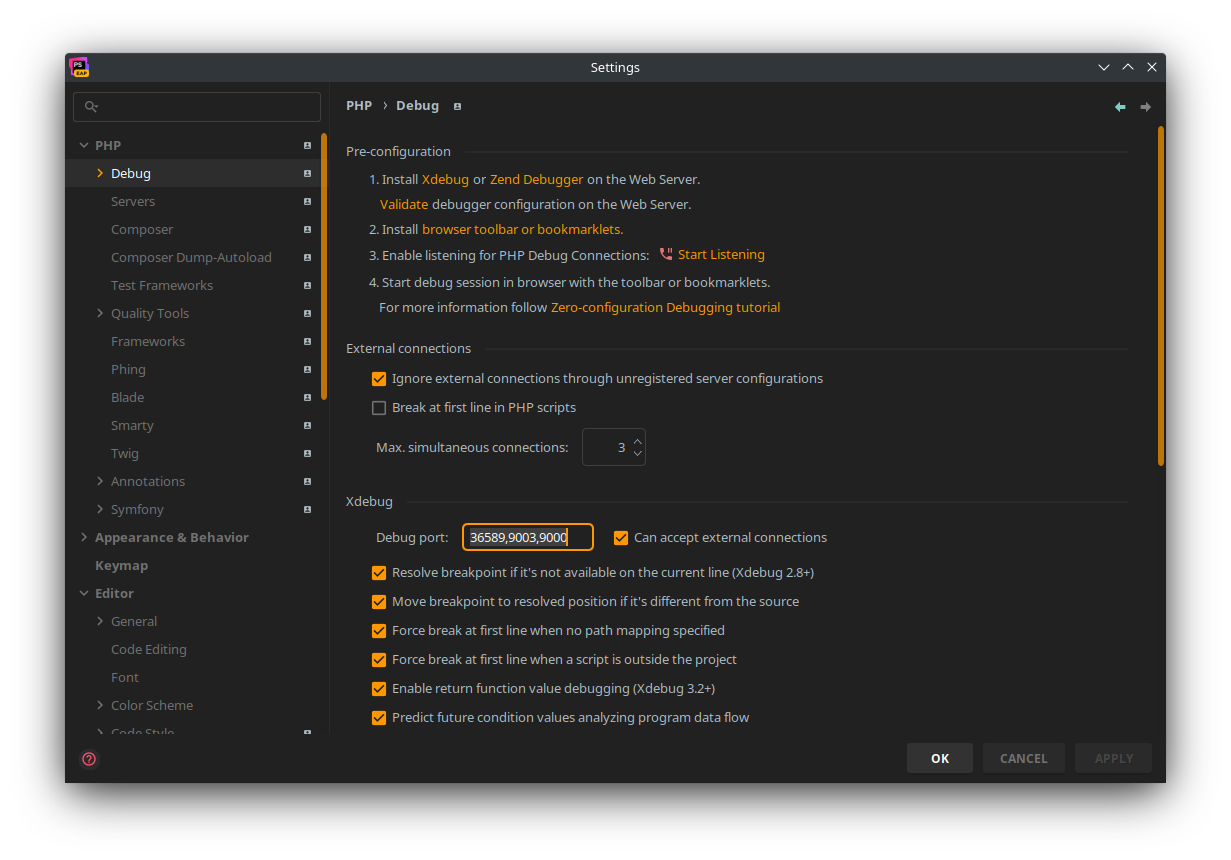 PS
EAP
Settings
PHP › Debug
PHP
Debug
Servers
Composer
Composer Dump-Autoload
Test Frameworks
Quality Tools
Frameworks
Phing
Blade
Smarty
Twig
Annotations
Symfony
Appearance & Behavior
Keymap
Editor
General
Code Editing
Font
Color Scheme
Code Style
Pre-configuration
1. Install Xdebug or Zend Debugger on the Web Server.
Validate debugger configuration on the Web Server.
2. Install browser toolbar or bookmarklets.
3. Enable listening for PHP Debug Connections: Start Listening
4. Start debug session in browser with the toolbar or bookmarklets.
For more information follow Zero-configuration Debugging tutorial
External connections
Ignore external connections through unregistered server configurations
Break at first line in PHP scripts
Max. simultaneous connections: 3
Xdebug
Debug port: 36589,9003,9000 Can accept external connections
Resolve breakpoint if it's not available on the current line (Xdebug 2.8+)
Move breakpoint to resolved position if it's different from the source
Force break at first line when no path mapping specified
Force break at first line when a script is outside the project
Enable return function value debugging (Xdebug 3.2+)
Predict future condition values analyzing program data flow
OK CANCEL APPLY